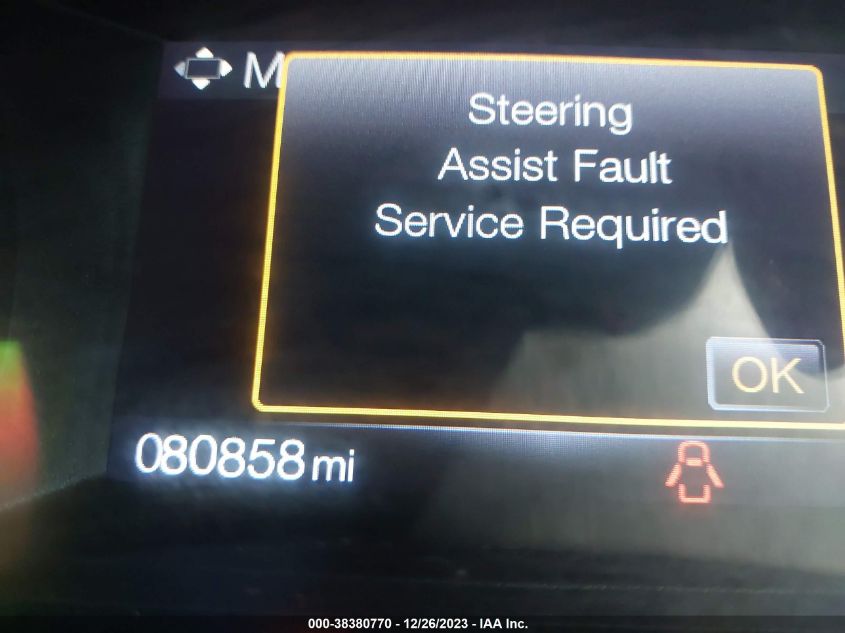 M
Steering
Assist Fault
Service Required
OK
080858 mi
000-38380770 - 12/26/2023 - IAA Inc.